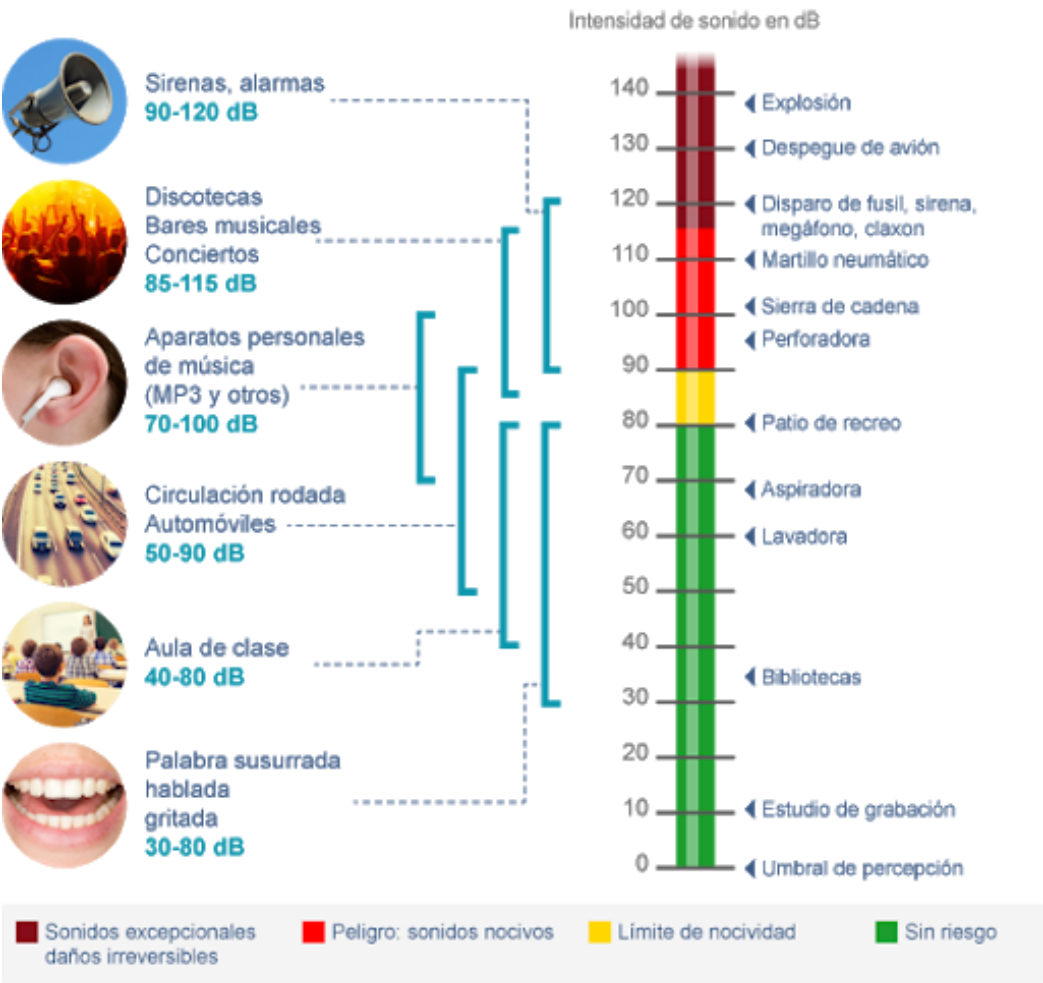 Intensidad de sonido en dB
Sirenas, alarmas
90-120 dB
Discotecas
Bares musicales
Conciertos
85-115 dB
Aparatos personales
de música
(MP3 y otros)
70-100 dB
Circulación rodada
Automóviles
50-90 dB
Aula de clase
40-80 dB
Palabra susurrada
hablada
gritada
30-80 dB
140
130
120
110
100
90
80
70
60
50
40
30
20
10
0
Explosión
Despegue de avión
Disparo de fusil, sirena,
megáfono, claxon
Martillo neumático
Sierra de cadena
Perforadora
Patio de recreo
Aspiradora
Lavadora
Bibliotecas
Estudio de grabación
Umbral de percepción
Sonidos excepcionales
daños irreversibles
Peligro: sonidos nocivos
Límite de nocividad
Sin riesgo